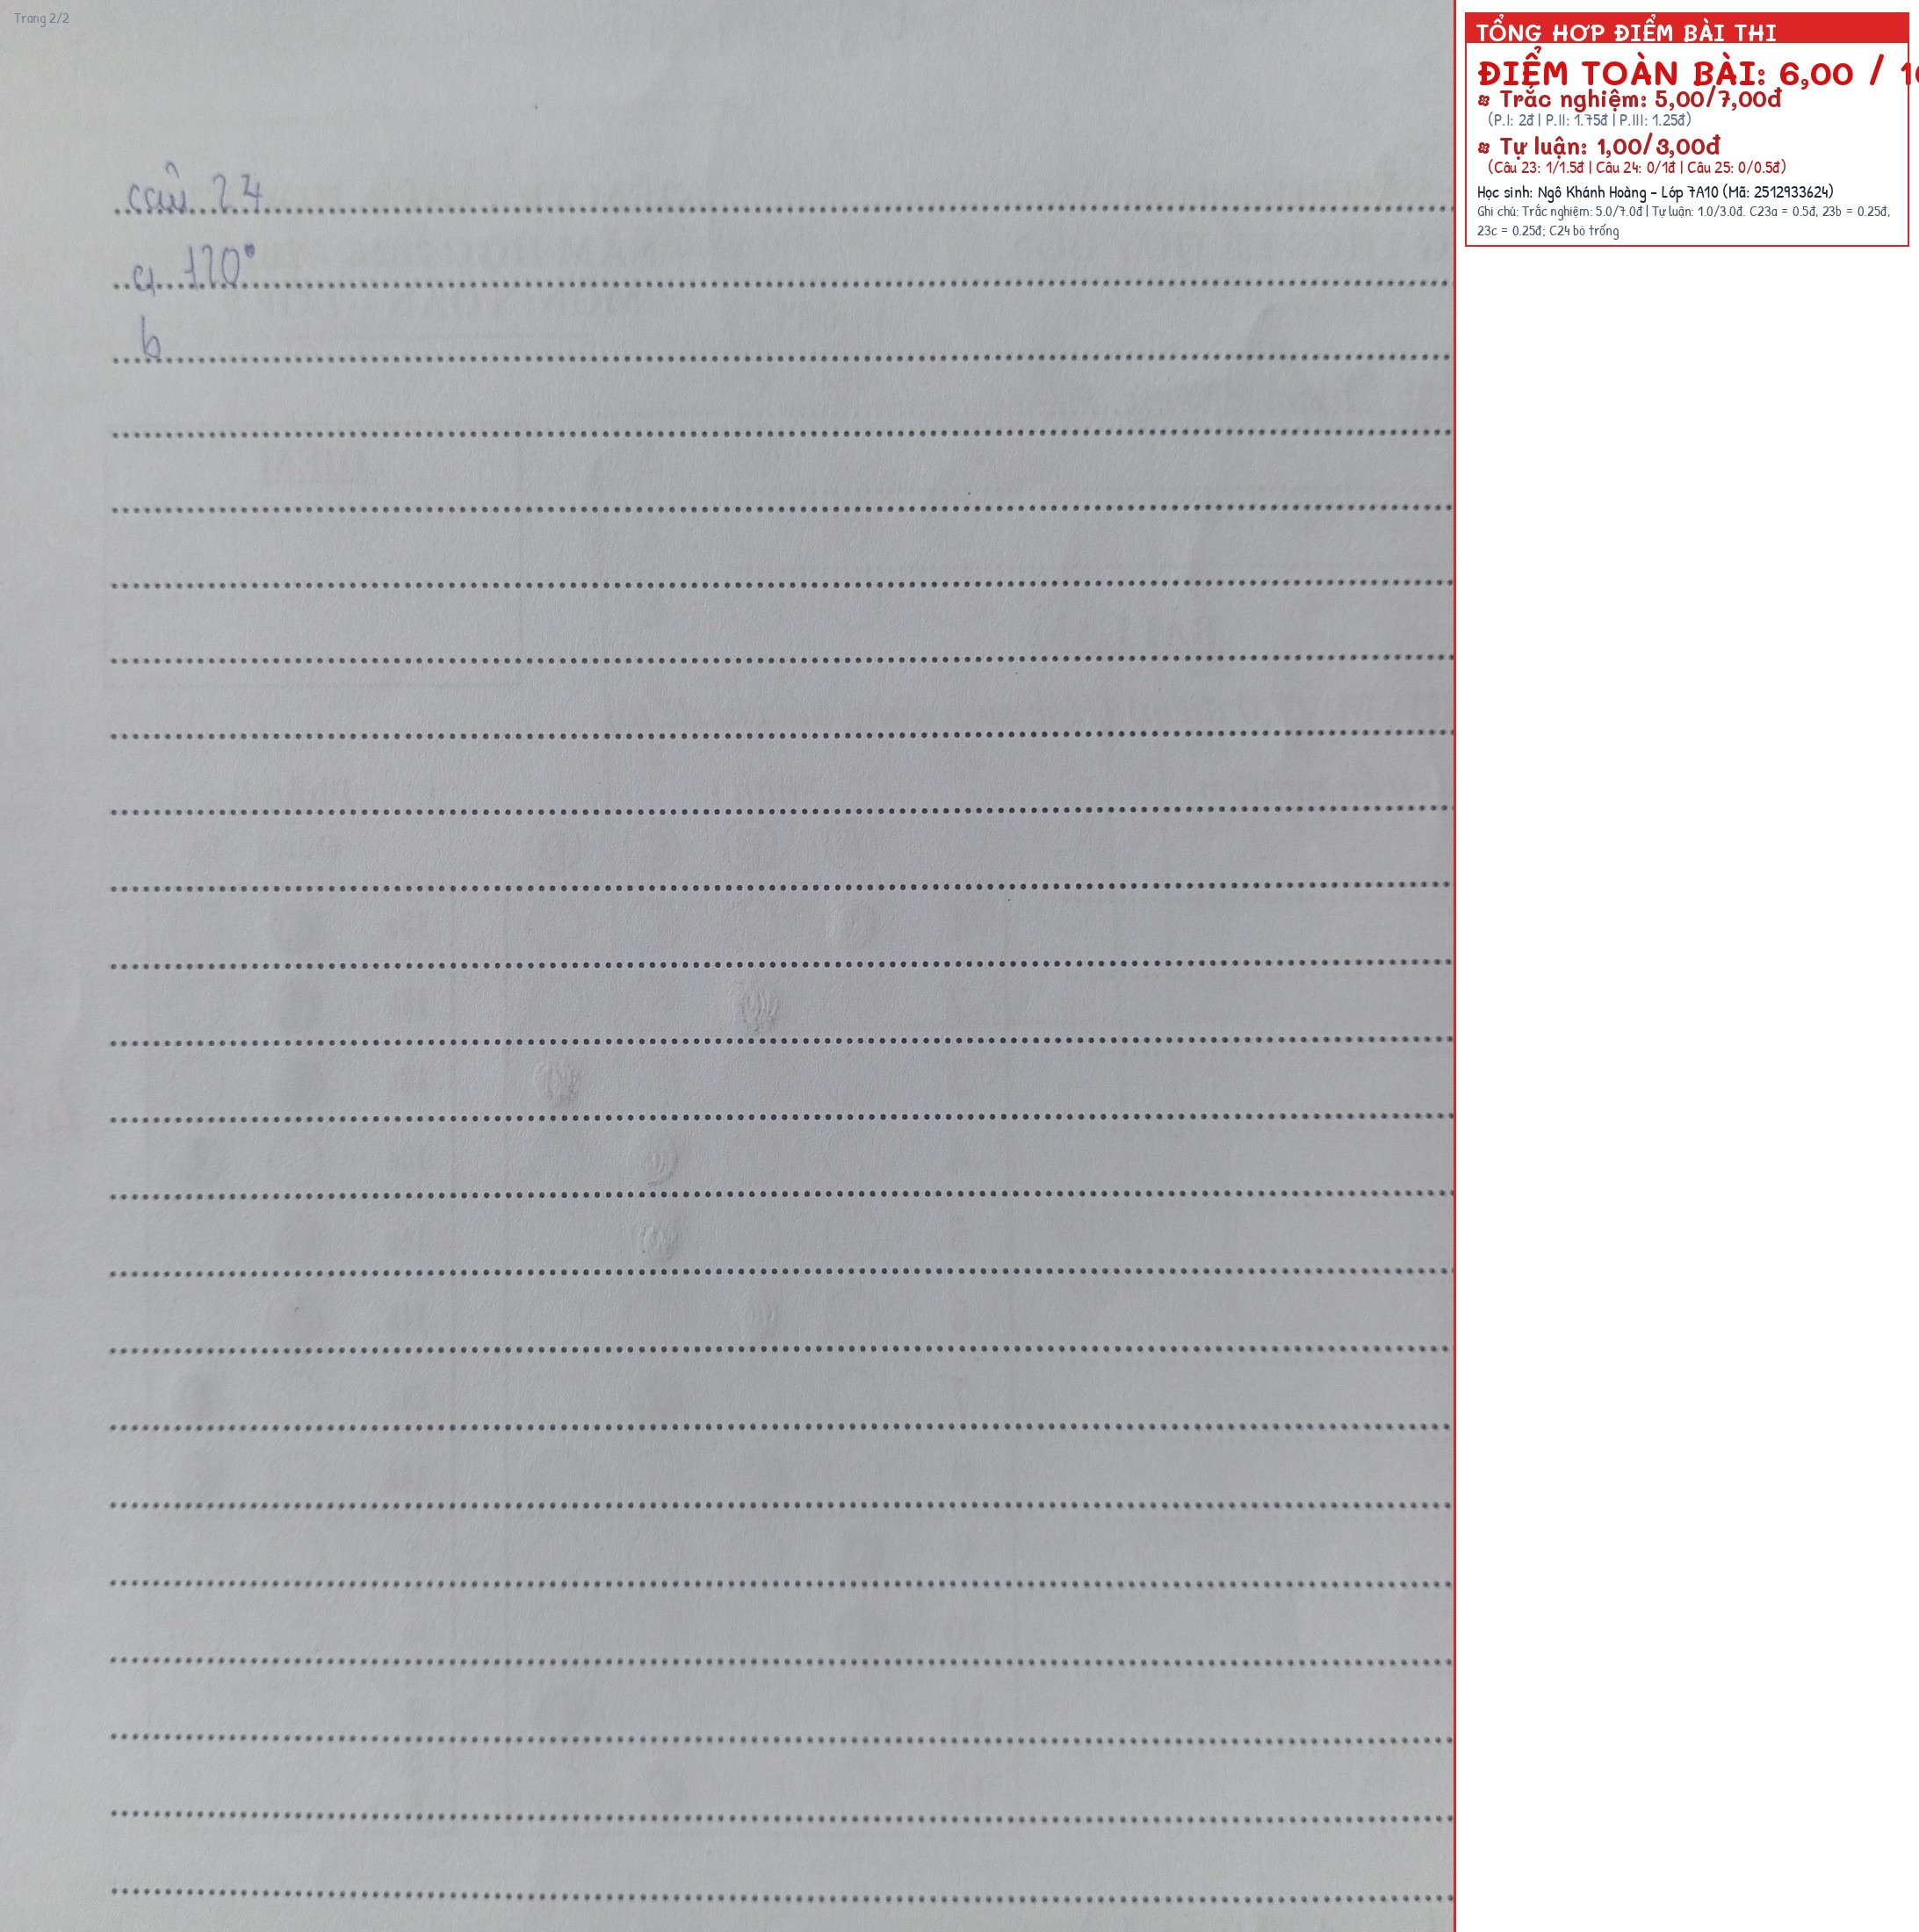 Trang 2/2
câu 24
a 120°
b
TỔNG HỢP ĐIỂM BÀI THI
ĐIỂM TOÀN BÀI: 6,00 / 10
Trắc nghiệm: 5,00/7,00đ
(P.I: 2đ | P.II: 1.75đ | P.III: 1.25đ)
Tự luận: 1,00/3,00đ
(Câu 23: 1/1.5đ | Câu 24: 0/1đ | Câu 25: 0/0.5đ)
Học sinh: Ngô Khánh Hoàng - Lớp 7A10 (Mã: 2512933624)
Ghi chú: Trắc nghiệm: 5.0/7.0đ | Tự luận: 1.0/3.0đ. C23a = 0.5đ, 23b = 0.25đ,
23c = 0.25đ; C24 bỏ trống